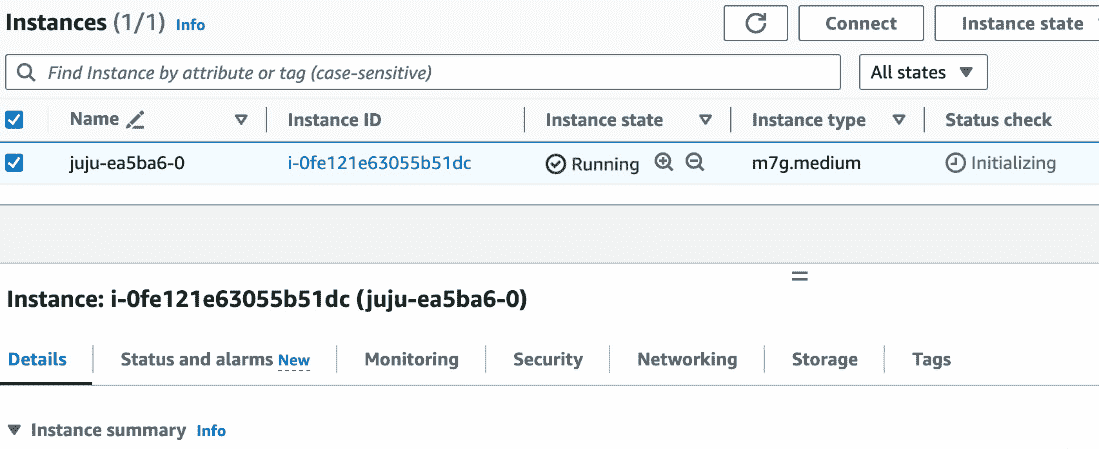 Instances (1/1) Info Connect Instance state
Find Instance by attribute or tag (case-sensitive) All states
Name Instance ID Instance state Instance type Status check
juju-ea5ba6-0 i-0fe121e63055b51dc Running m7g.medium Initializing
Instance: i-0fe121e63055b51dc (juju-ea5ba6-0)
Details Status and alarms New Monitoring Security Networking Storage Tags
Instance summary Info